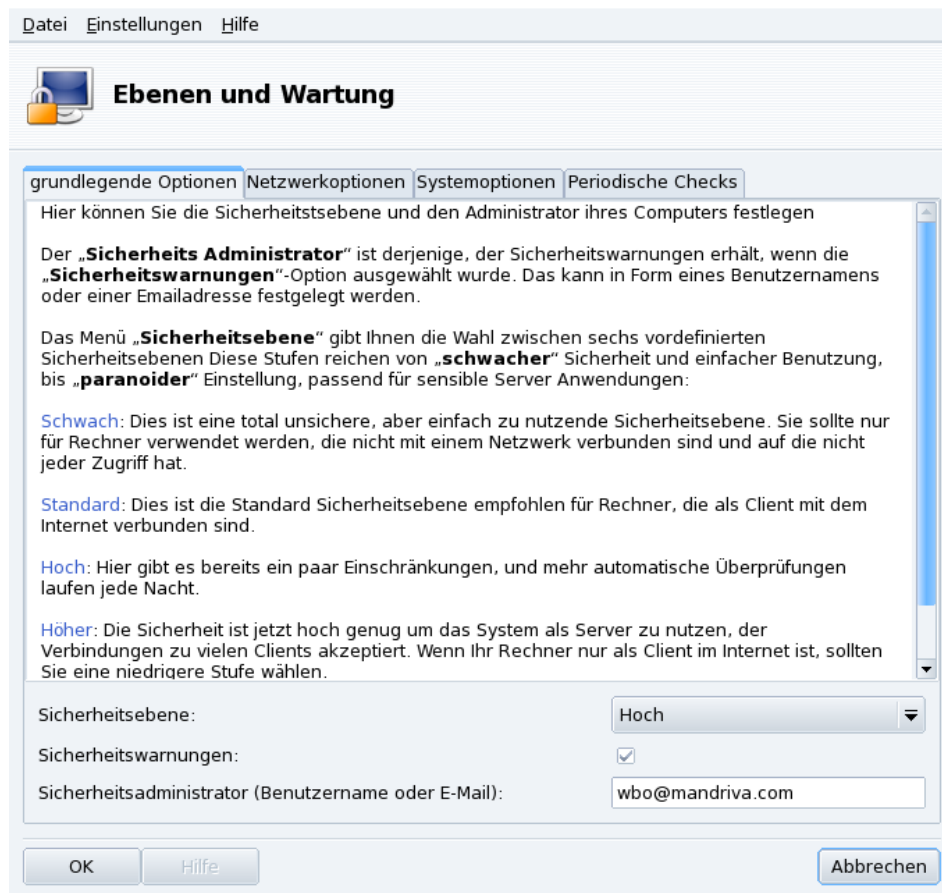 Datei Einstellungen Hilfe
Ebenen und Wartung
grundlegende Optionen Netzwerkoptionen Systemoptionen Periodische Checks
Hier können Sie die Sicherheitstsebene und den Administrator ihres Computers festlegen
Der „Sicherheits Administrator“ ist derjenige, der Sicherheitswarnungen erhält, wenn die
„Sicherheitswarnungen“-Option ausgewählt wurde. Das kann in Form eines Benutzernamens
oder einer Emailadresse festgelegt werden.
Das Menü „Sicherheitsebene“ gibt Ihnen die Wahl zwischen sechs vordefinierten
Sicherheitsebenen Diese Stufen reichen von „schwacher“ Sicherheit und einfacher Benutzung,
bis „paranoider“ Einstellung, passend für sensible Server Anwendungen:
Schwach: Dies ist eine total unsichere, aber einfach zu nutzende Sicherheitsebene. Sie sollte nur
für Rechner verwendet werden, die nicht mit einem Netzwerk verbunden sind und auf die nicht
jeder Zugriff hat.
Standard: Dies ist die Standard Sicherheitsebene empfohlen für Rechner, die als Client mit dem
Internet verbunden sind.
Hoch: Hier gibt es bereits ein paar Einschränkungen, und mehr automatische Überprüfungen
laufen jede Nacht.
Höher: Die Sicherheit ist jetzt hoch genug um das System als Server zu nutzen, der
Verbindungen zu vielen Clients akzeptiert. Wenn Ihr Rechner nur als Client im Internet ist, sollten
Sie eine niedrigere Stufe wählen.
Sicherheitsebene: Hoch
Sicherheitswarnungen:
Sicherheitsadministrator (Benutzername oder E-Mail): wbo@mandriva.com
OK Hilfe Abbrechen